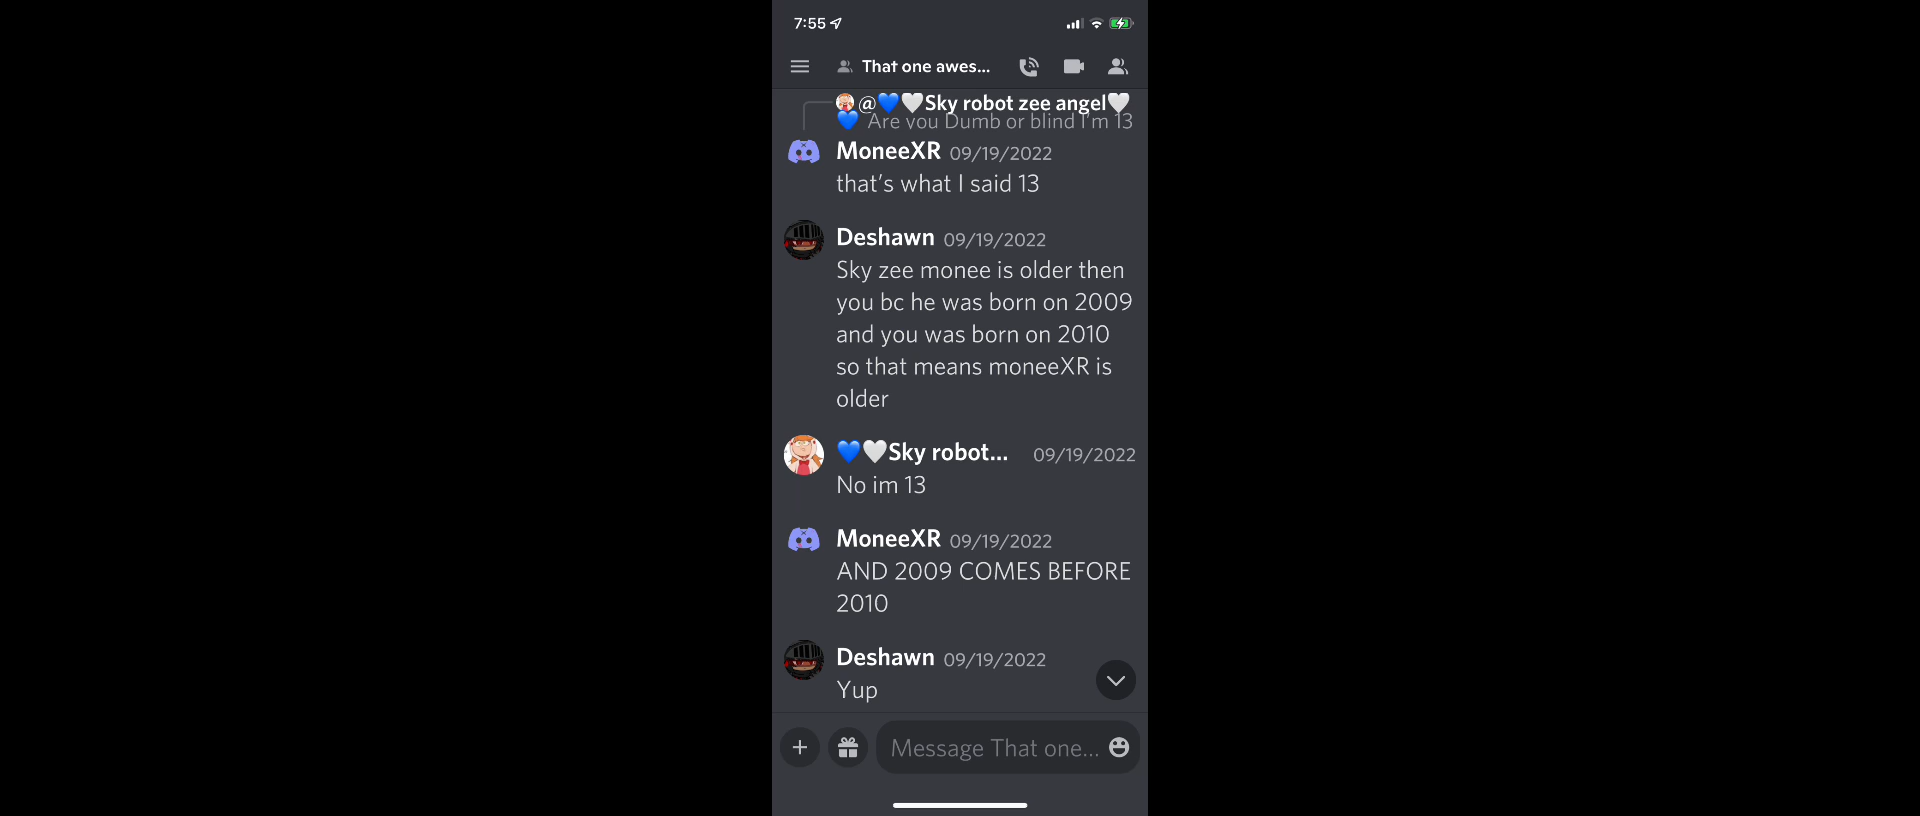 7:55
That one awes...
@💙🤍Sky robot zee angel🤍
💙 Are you Dumb or blind I'm 13
MoneeXR 09/19/2022
that's what I said 13
Deshawn 09/19/2022
Sky zee monee is older then
you bc he was born on 2009
and you was born on 2010
so that means moneeXR is
older
💙🤍Sky robot... 09/19/2022
No im 13
MoneeXR 09/19/2022
AND 2009 COMES BEFORE
2010
Deshawn 09/19/2022
Yup
Message That one...